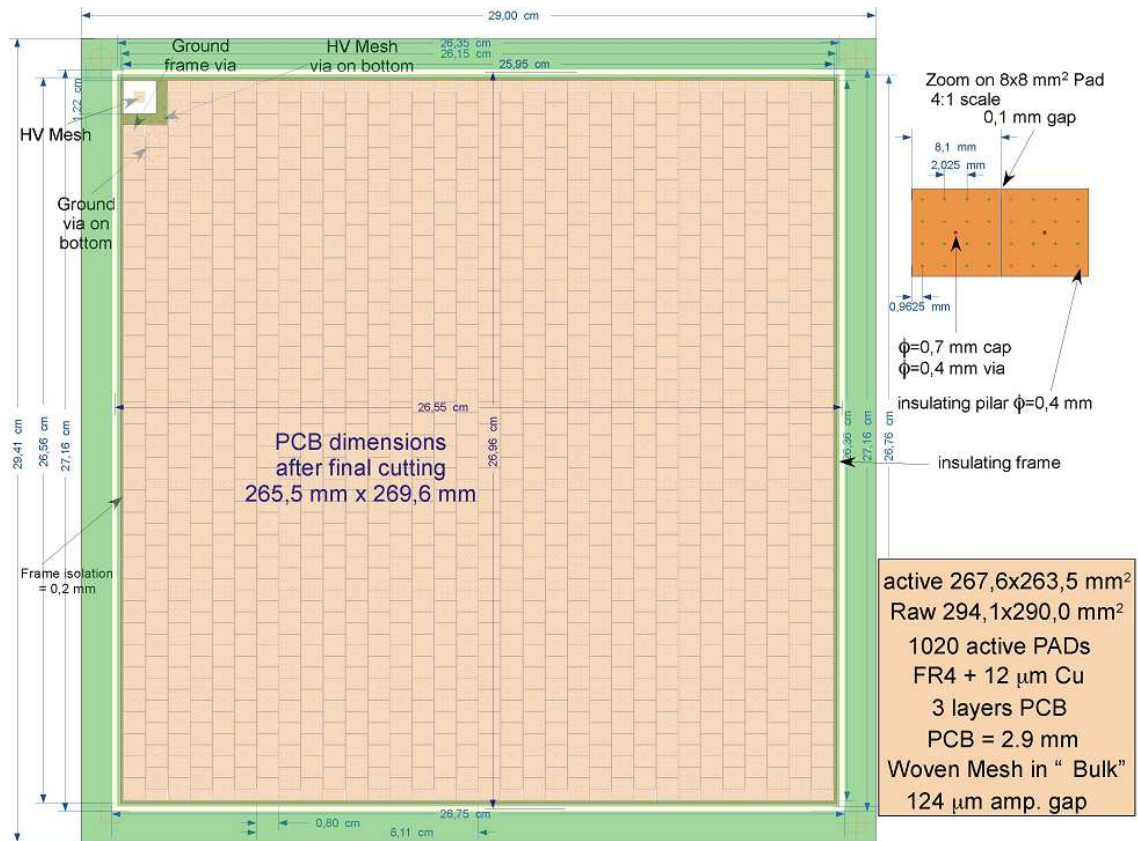 29,00 cm
26,35 cm
26,15 cm
25,95 cm
Ground
frame via
HV Mesh
via on bottom
1,22 cm
HV Mesh
Ground
via on
bottom
Zoom on 8x8 mm² Pad
4:1 scale
0,1 mm gap
8,1 mm
2,025 mm
0,9625 mm
ϕ=0,7 mm cap
ϕ=0,4 mm via
insulating pilar ϕ=0,4 mm
insulating frame
26,55 cm
26,96 cm
PCB dimensions
after final cutting
265,5 mm x 269,6 mm
29,41 cm
26,56 cm
27,16 cm
26,36 cm
27,16 cm
26,76 cm
Frame isolation
= 0,2 mm
26,75 cm
0,80 cm
8,11 cm
active 267,6x263,5 mm²
Raw 294,1x290,0 mm²
1020 active PADs
FR4 + 12 μm Cu
3 layers PCB
PCB = 2.9 mm
Woven Mesh in “ Bulk”
124 μm amp. gap